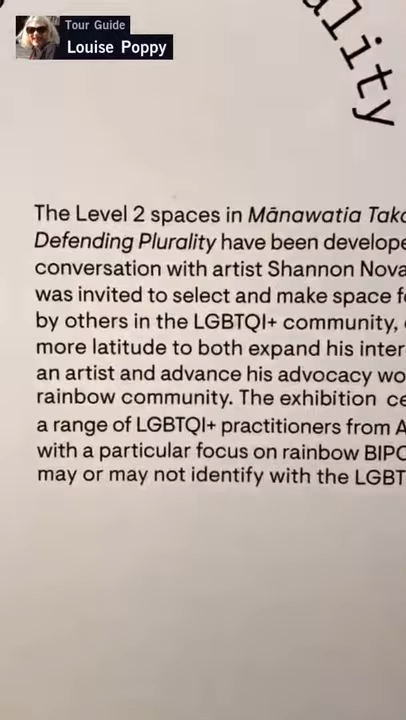 Tour Guide
Louise Poppy
ality
The Level 2 spaces in Mānawatia Tak
Defending Plurality have been develope
conversation with artist Shannon Nova
was invited to select and make space f
by others in the LGBTQI+ community,
more latitude to both expand his inter
an artist and advance his advocacy wo
rainbow community. The exhibition ce
a range of LGBTQI+ practitioners from A
with a particular focus on rainbow BIPO
may or may not identify with the LGBT